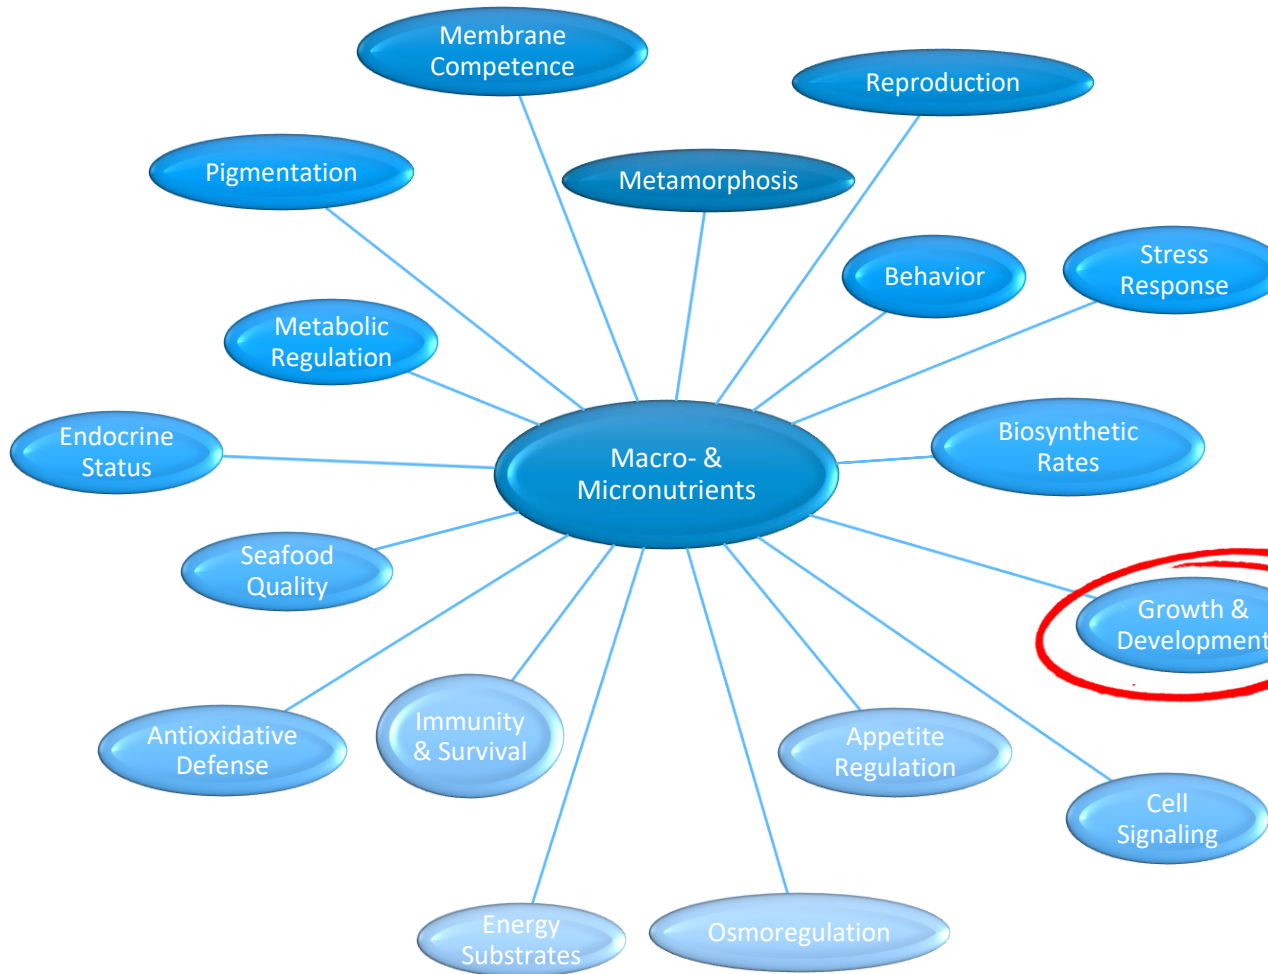 Membrane
Competence
Reproduction
Pigmentation
Metamorphosis
Behavior
Stress
Response
Metabolic
Regulation
Endocrine
Status
Macro- &
Micronutrients
Biosynthetic
Rates
Seafood
Quality
Growth &
Development
Antioxidative
Defense
Immunity
& Survival
Appetite
Regulation
Cell
Signaling
Energy
Substrates
Osmoregulation